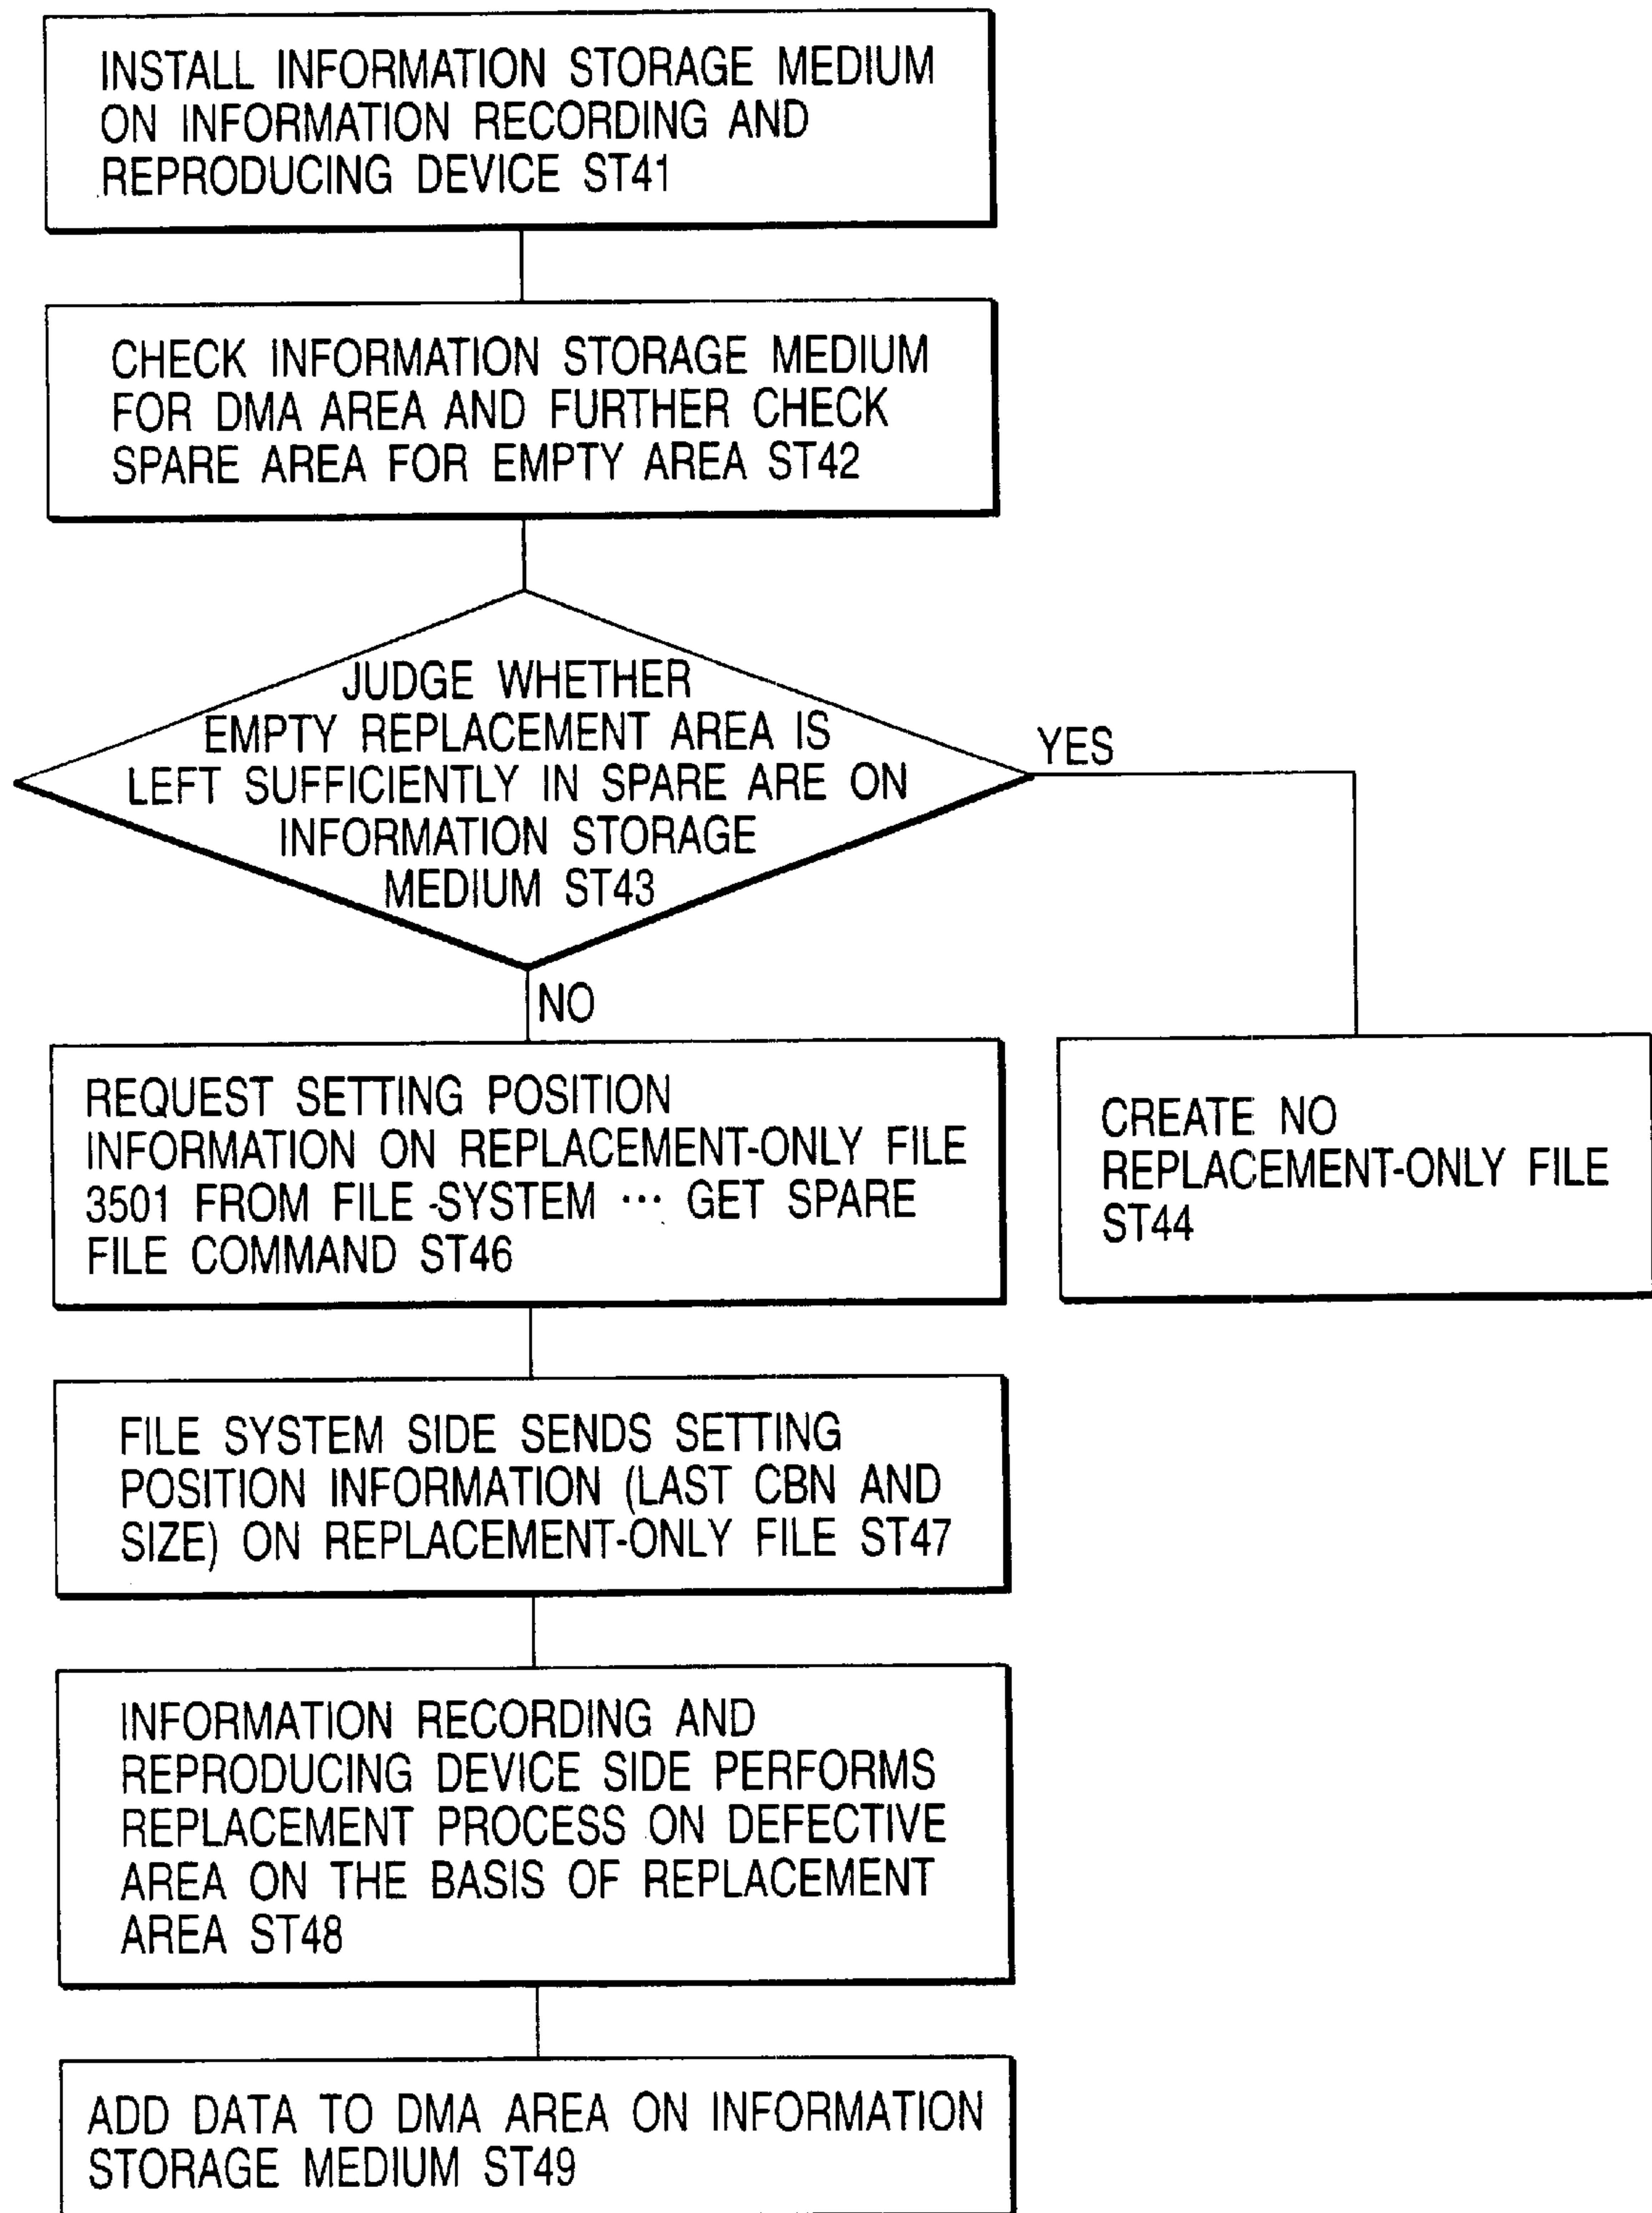 INSTALL INFORMATION STORAGE MEDIUM
ON INFORMATION RECORDING AND
REPRODUCING DEVICE ST41
CHECK INFORMATION STORAGE MEDIUM
FOR DMA AREA AND FURTHER CHECK
SPARE AREA FOR EMPTY AREA ST42
JUDGE WHETHER
EMPTY REPLACEMENT AREA IS
LEFT SUFFICIENTLY IN SPARE ARE ON
INFORMATION STORAGE
MEDIUM ST43
YES
NO
REQUEST SETTING POSITION
INFORMATION ON REPLACEMENT-ONLY FILE
3501 FROM FILE -SYSTEM ··· GET SPARE
FILE COMMAND ST46
CREATE NO
REPLACEMENT-ONLY FILE
ST44
FILE SYSTEM SIDE SENDS SETTING
POSITION INFORMATION (LAST CBN AND
SIZE) ON REPLACEMENT-ONLY FILE ST47
INFORMATION RECORDING AND
REPRODUCING DEVICE SIDE PERFORMS
REPLACEMENT PROCESS ON DEFECTIVE
AREA ON THE BASIS OF REPLACEMENT
AREA ST48
ADD DATA TO DMA AREA ON INFORMATION
STORAGE MEDIUM ST49